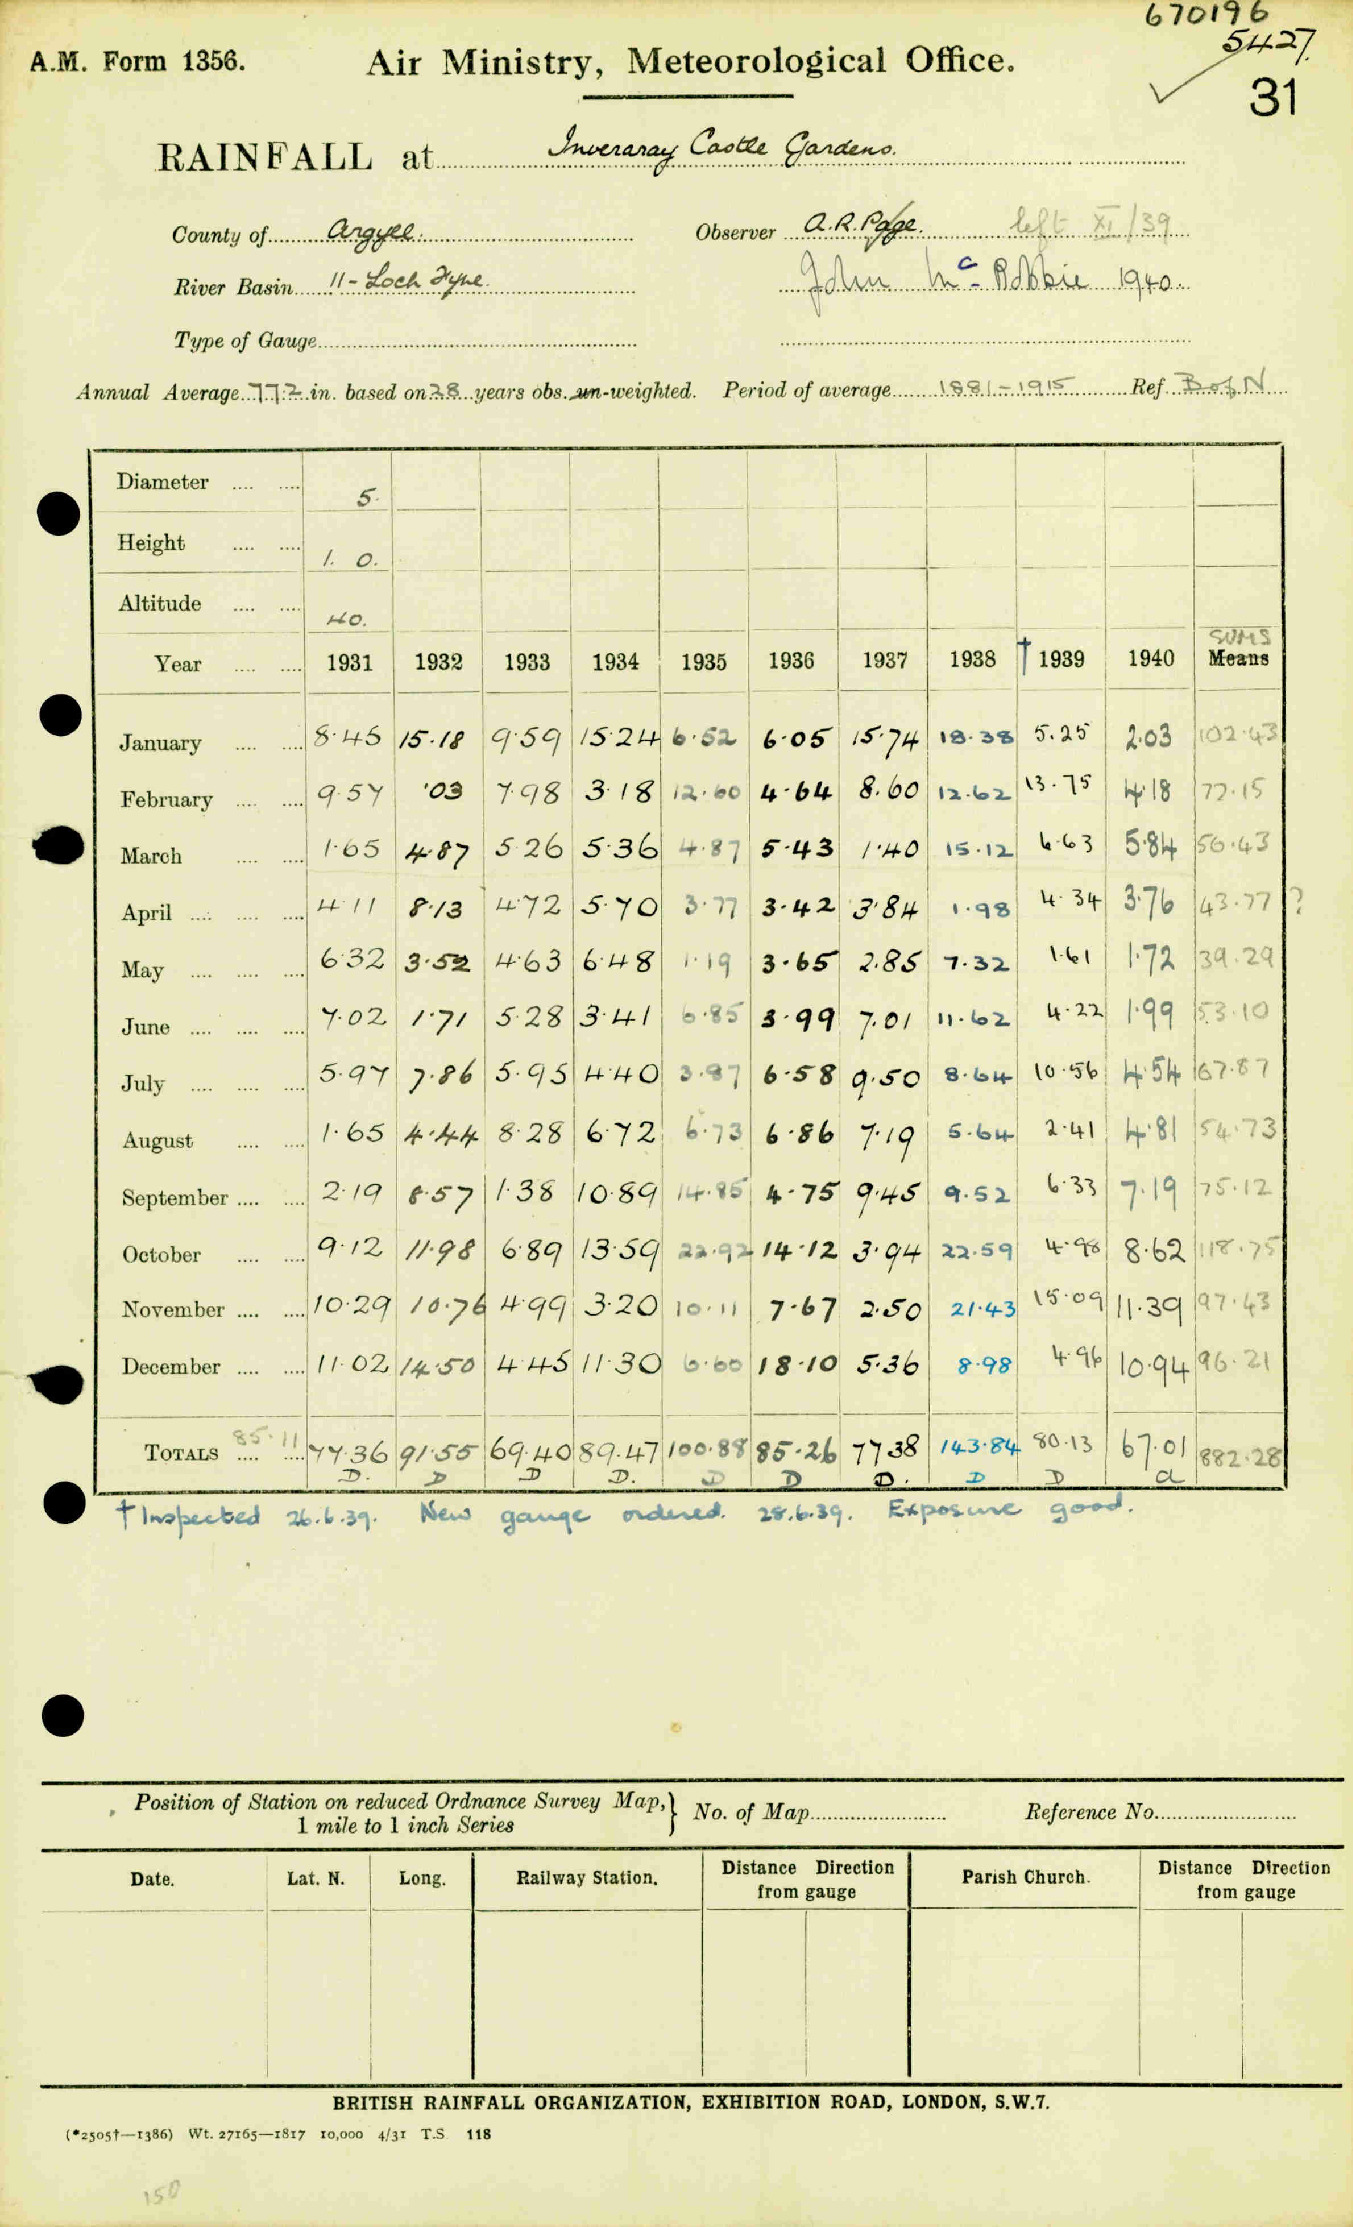 670196
5427.
A.M. Form 1356. Air Ministry, Meteorological Office.
31
RAINFALL at Inveraray Castle Gardens.
County of Argyll. Observer A.R. Page. left XI/39
River Basin 11 - Loch Fyne. John Mc Robbie 1940.
Type of Gauge
Annual Average 77.2 in. based on 28 years obs. un-weighted. Period of average 1881-1915 Ref. B of N
Diameter 5.
Height 1. 0.
Altitude 40.
SUMS
Year 1931 1932 1933 1934 1935 1936 1937 1938 † 1939 1940 Means
January 8.45 15.18 9.59 15.24 6.52 6.05 15.74 18.38 5.25 2.03 102.43
February 9.57 .03 7.98 3.18 12.60 4.64 8.60 12.62 13.75 4.18 77.15
March 1.65 4.87 5.26 5.36 4.87 5.43 1.40 15.12 6.63 5.84 56.43
April 4.11 8.13 4.72 5.70 3.77 3.42 3.84 1.98 4.34 3.76 43.77 ?
May 6.32 3.52 4.63 6.48 1.19 3.65 2.85 7.32 1.61 1.72 39.29
June 7.02 1.71 5.28 3.41 6.85 3.99 7.01 11.62 4.22 1.99 53.10
July 5.97 7.86 5.95 4.40 3.87 6.58 9.50 8.64 10.56 4.54 67.87
August 1.65 4.44 8.28 6.72 6.73 6.86 7.19 5.64 2.41 4.81 54.73
September 2.19 8.57 1.38 10.89 14.85 4.75 9.45 9.52 6.33 7.19 75.12
October 9.12 11.98 6.89 13.59 22.92 14.12 3.94 22.59 4.98 8.62 118.75
November 10.29 10.76 4.99 3.20 10.11 7.67 2.50 21.43 15.09 11.39 97.43
December 11.02 14.50 4.45 11.30 6.60 18.10 5.36 8.98 4.96 10.94 96.21
TOTALS 85.11 77.36 91.55 69.40 89.47 100.88 85.26 77.38 143.84 80.13 67.01 882.28
D. D D D. D D D. D D d
† Inspected 26.6.39. New gauge ordered. 28.6.39. Exposure good.
Position of Station on reduced Ordnance Survey Map, 1 mile to 1 inch Series } No. of Map Reference No.
Date. Lat. N. Long. Railway Station. Distance Direction from gauge Parish Church. Distance Direction from gauge
BRITISH RAINFALL ORGANIZATION, EXHIBITION ROAD, LONDON, S.W.7.
(*2505†—1386) Wt. 27165—1817 10,000 4/31 T.S. 118
150